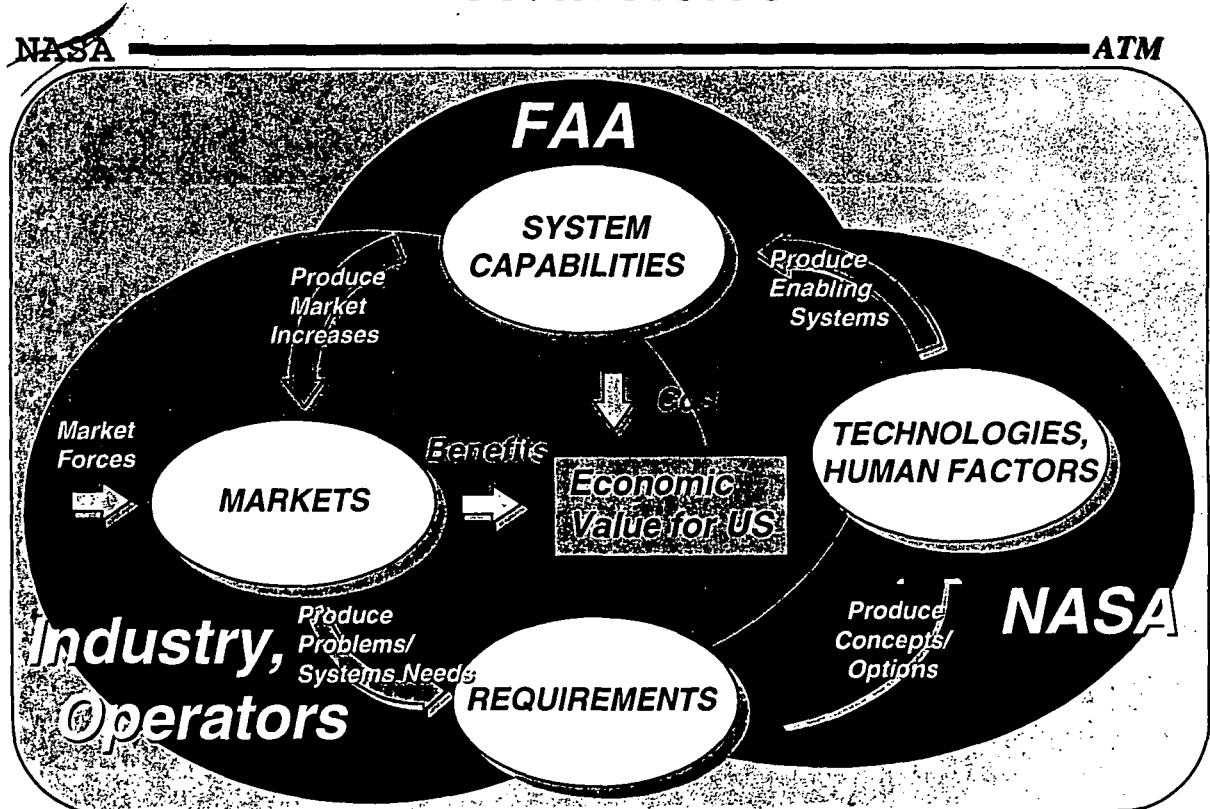 NASA
ATM
FAA
SYSTEM
CAPABILITIES
Produce
Market
Increases
Produce
Enabling
Systems
Cost
Market
Forces
MARKETS
Benefits
Economic
Value for US
TECHNOLOGIES,
HUMAN FACTORS
Industry,
Operators
Produce
Problems/
Systems Needs
REQUIREMENTS
Produce
Concepts/
Options
NASA